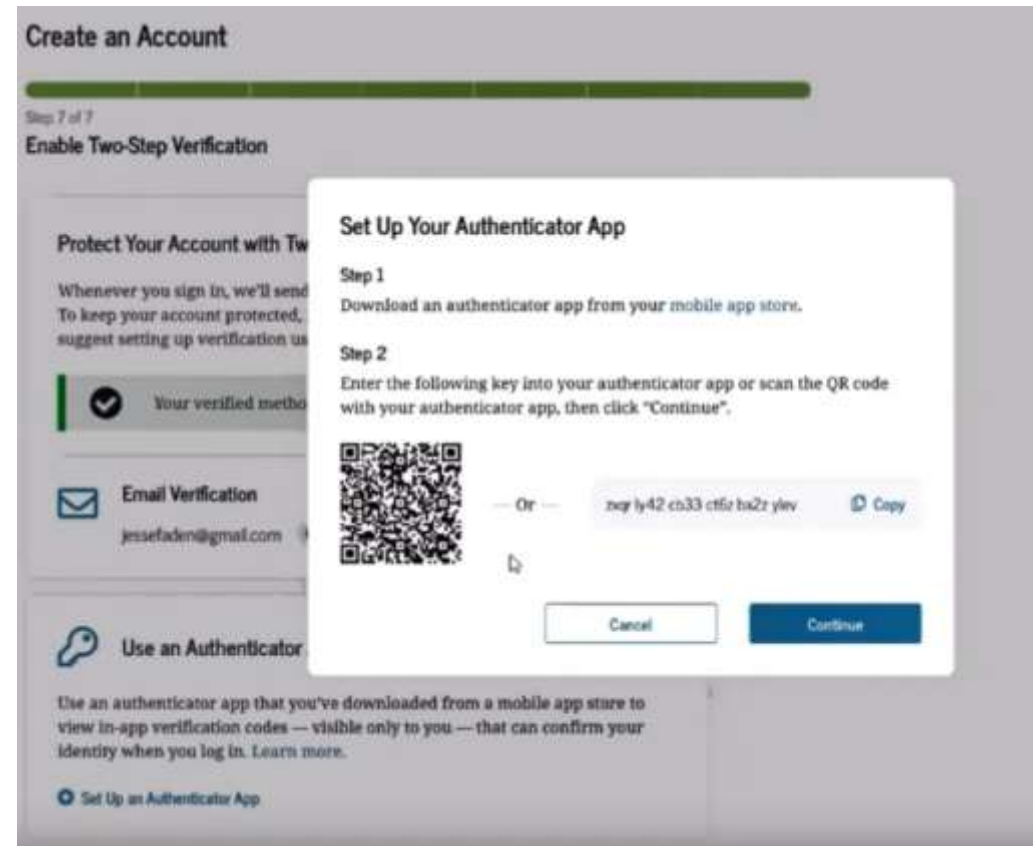 Create an Account
Step 7 of 7
Enable Two-Step Verification
Protect Your Account with Tw
Whenever you sign in, we'll send
To keep your account protected,
suggest setting up verification us
Your verified metho
Email Verification
jessefaden@gmail.com
Use an Authenticator
Use an authenticator app that you've downloaded from a mobile app store to
view in-app verification codes — visible only to you — that can confirm your
identity when you log in. Learn more.
Set Up an Authenticator App
Set Up Your Authenticator App
Step 1
Download an authenticator app from your mobile app store.
Step 2
Enter the following key into your authenticator app or scan the QR code
with your authenticator app, then click "Continue".
Or
ly42 ba2z
Copy
Cancel
Continue